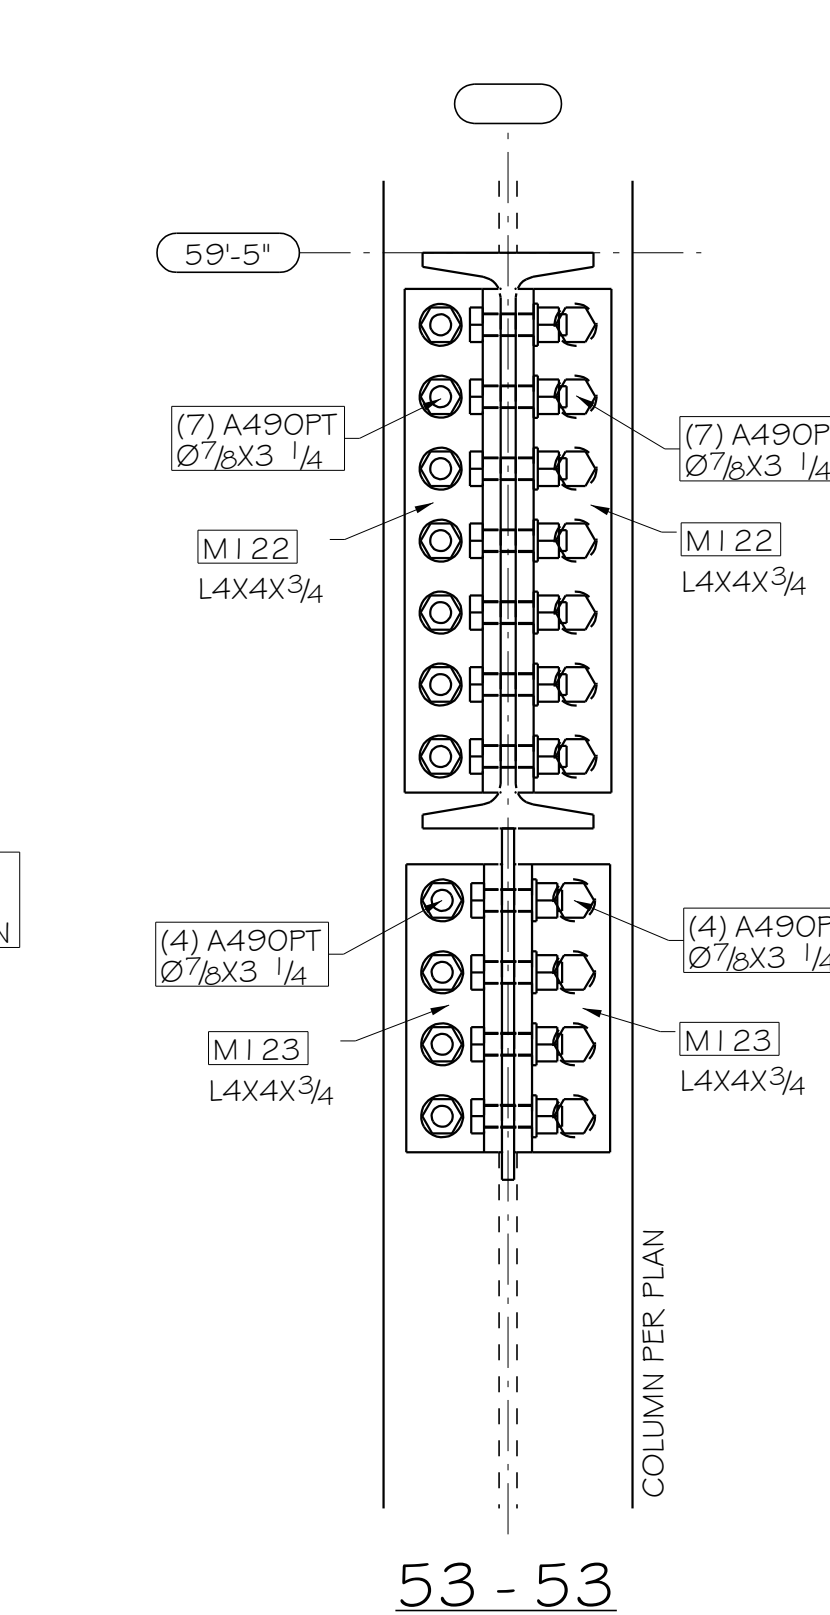 59'-5"
(7) A490PT
Ø7/8X3 1/4
(7) A490P
Ø7/8X3 1/4
M122
L4X4X3/4
M122
L4X4X3/4
N
(4) A490PT
Ø7/8X3 1/4
(4) A490P
Ø7/8X3 1/4
M123
L4X4X3/4
M123
L4X4X3/4
COLUMN PER PLAN
53 - 53